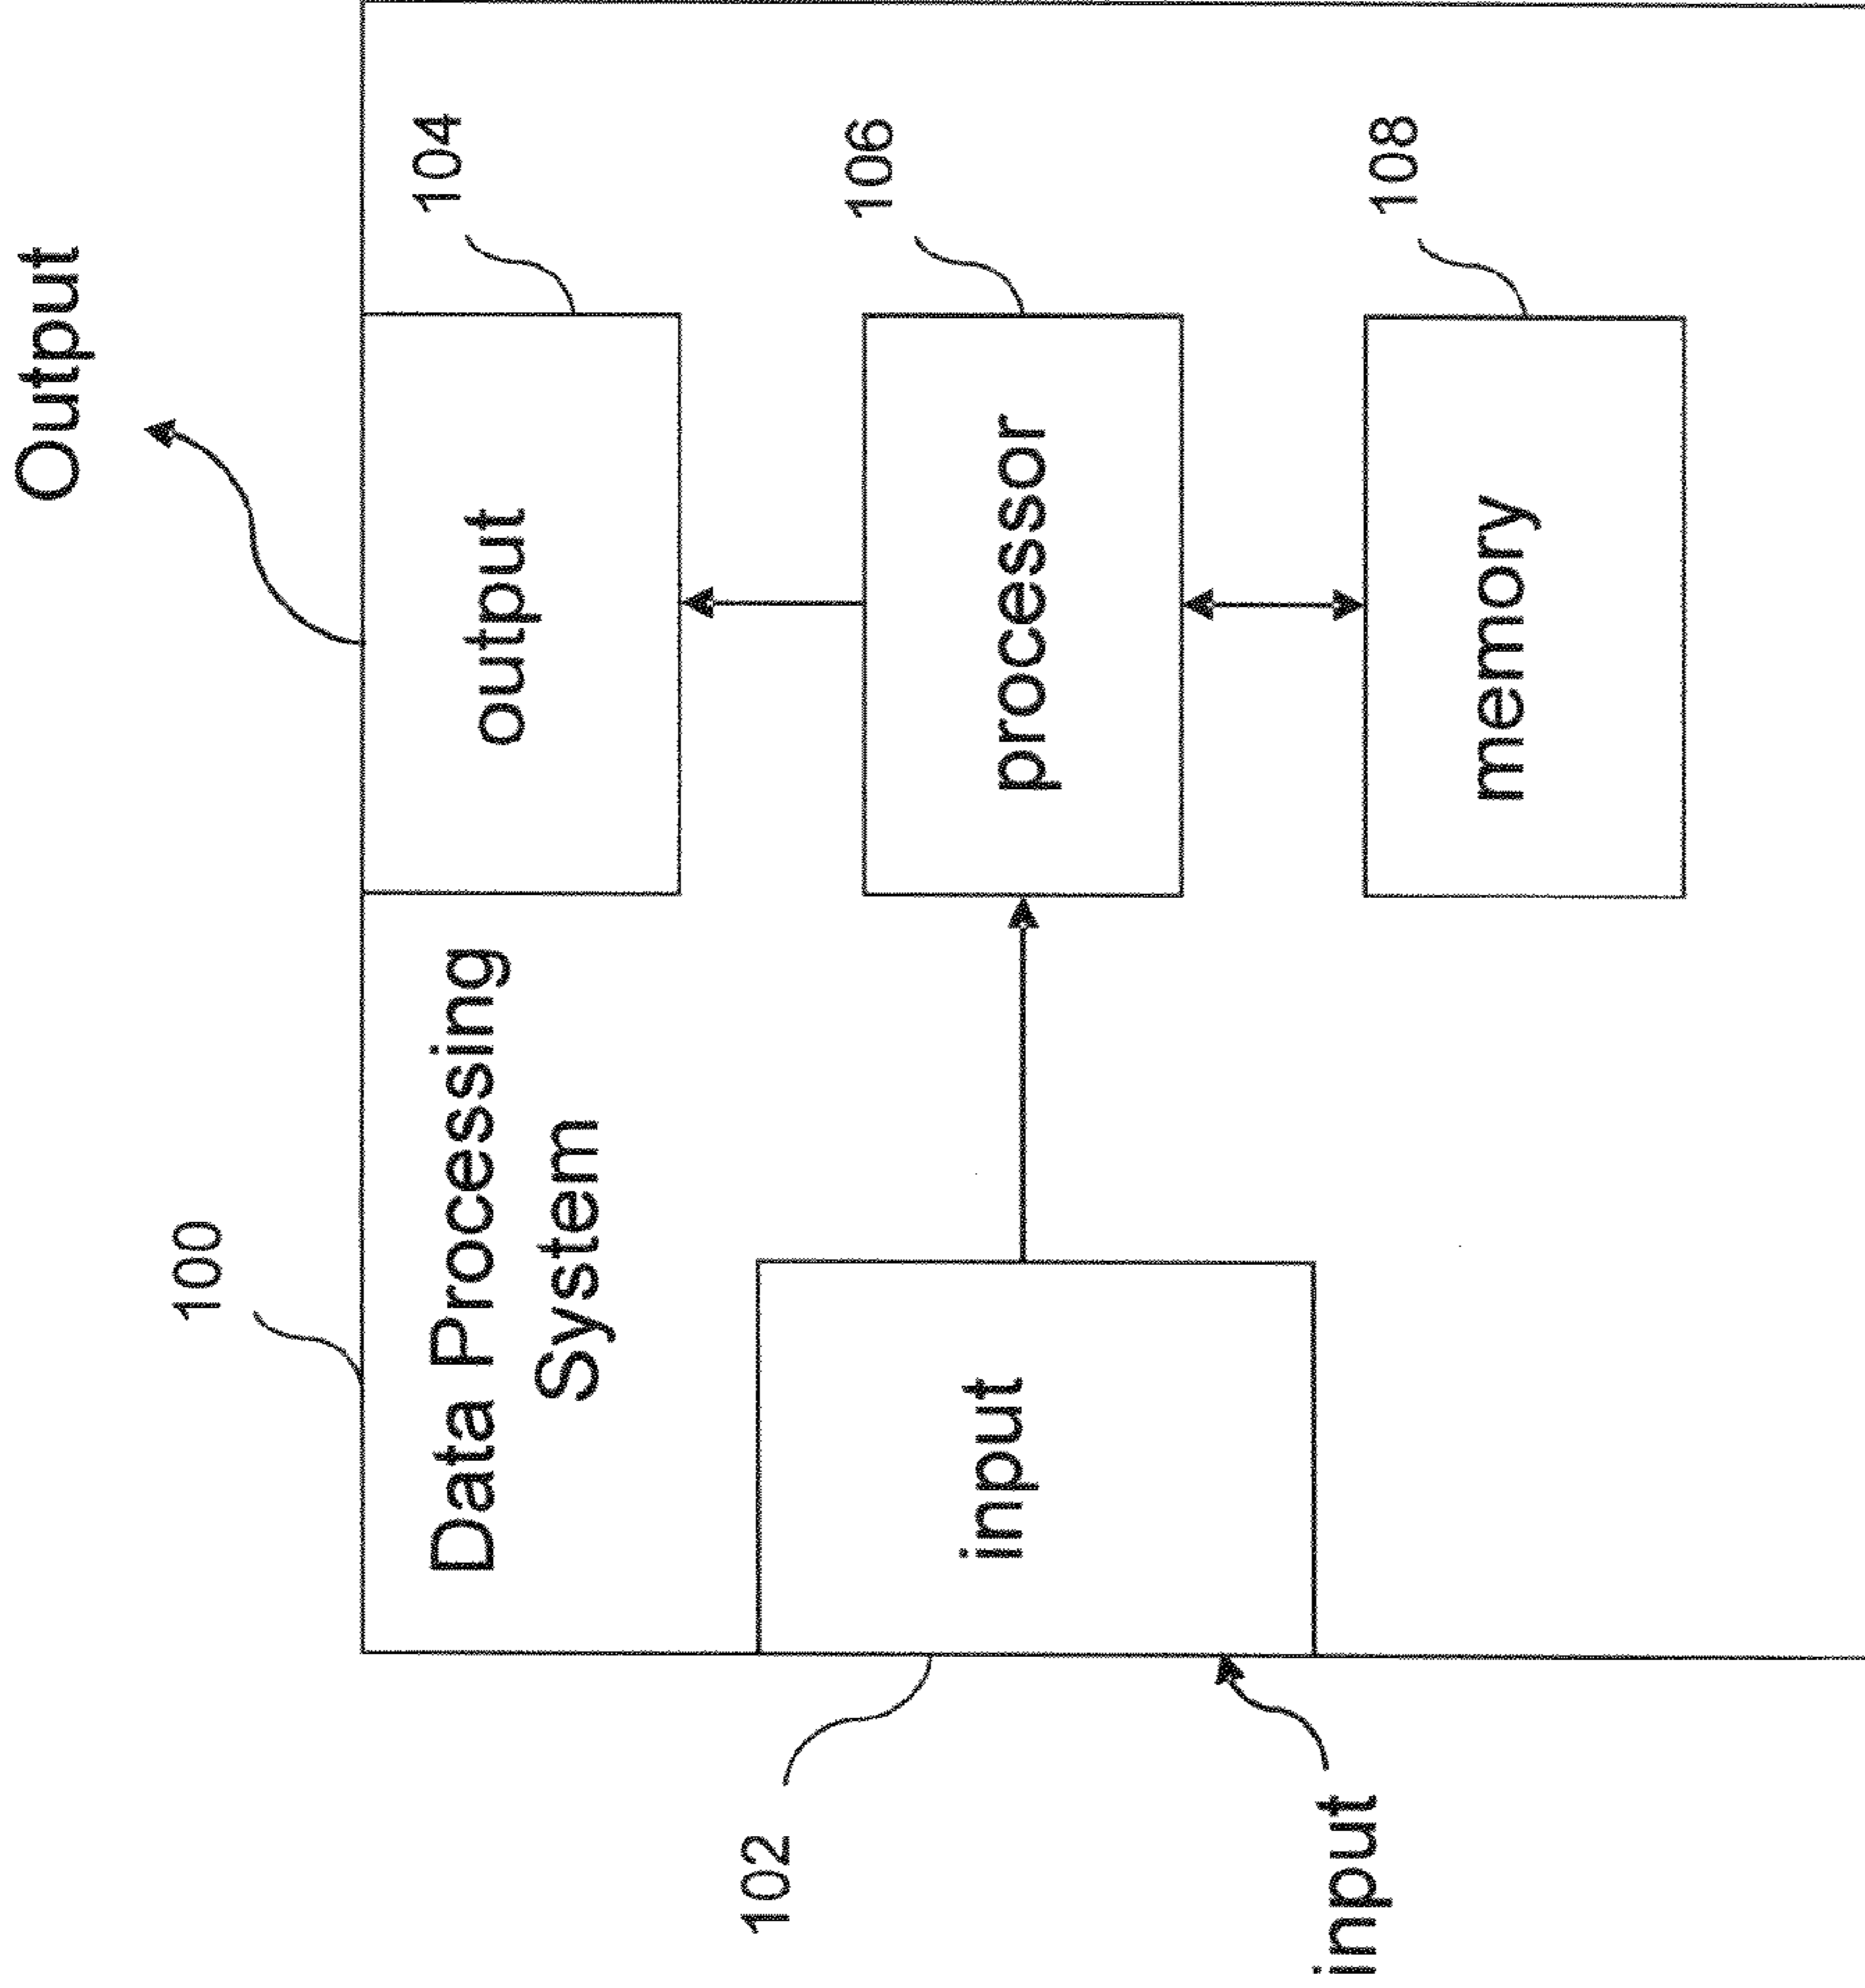 Output
100
Data Processing
System
output
104
102
input
input
processor
106
memory
108